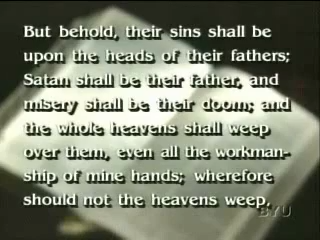 But behold, their sins shall be
upon the heads of their fathers;
Satan shall be their father, and
misery shall be their doom; and
the whole heavens shall weep
over them, even all the workman-
ship of mine hands; wherefore
should not the heavens weep,
BYU